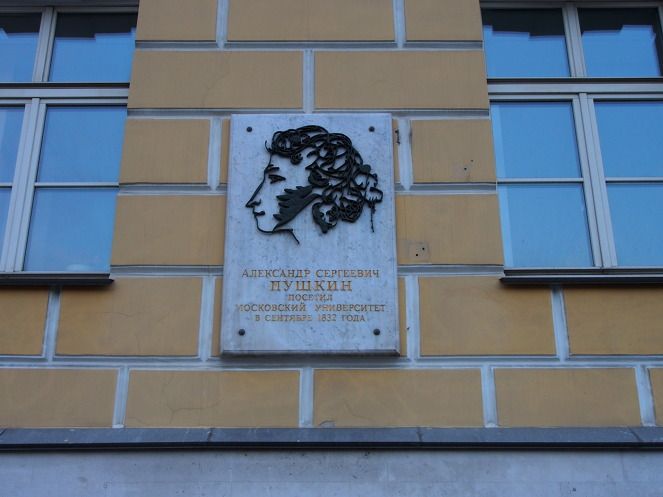 АЛЕКСАНДР СЕРГЕЕВИЧ
ПУШКИН
ПОСЕТИЛ
МОСКОВСКИЙ УНИВЕРСИТЕТ
В СЕНТЯБРЕ 1832 ГОДА